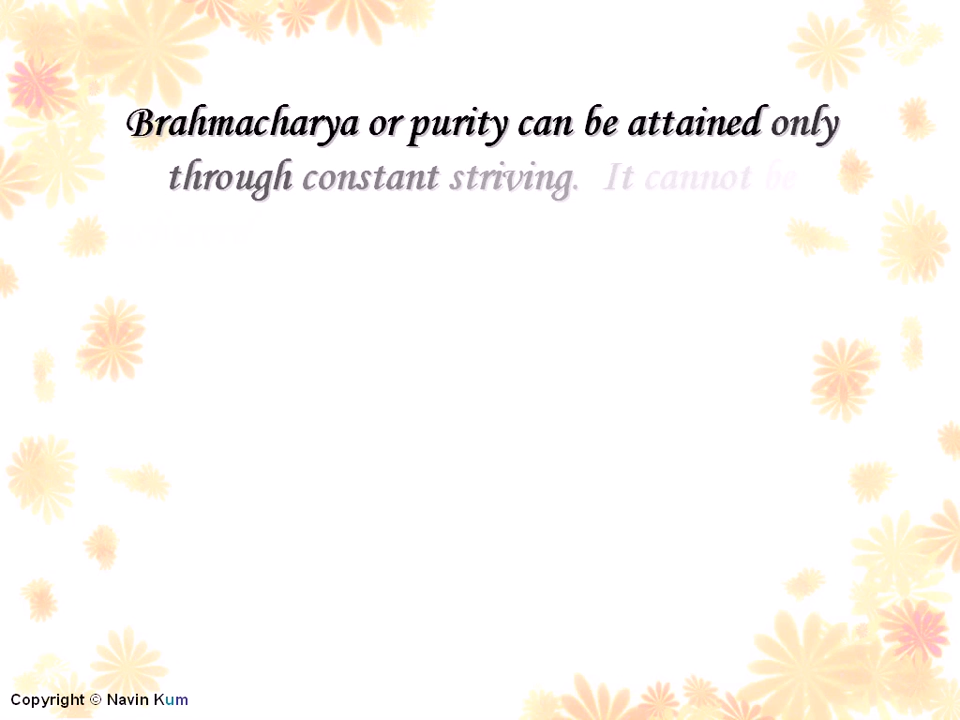 Brahmacharya or purity can be attained only
through constant striving. It cannot be
Copyright © Navin Kum